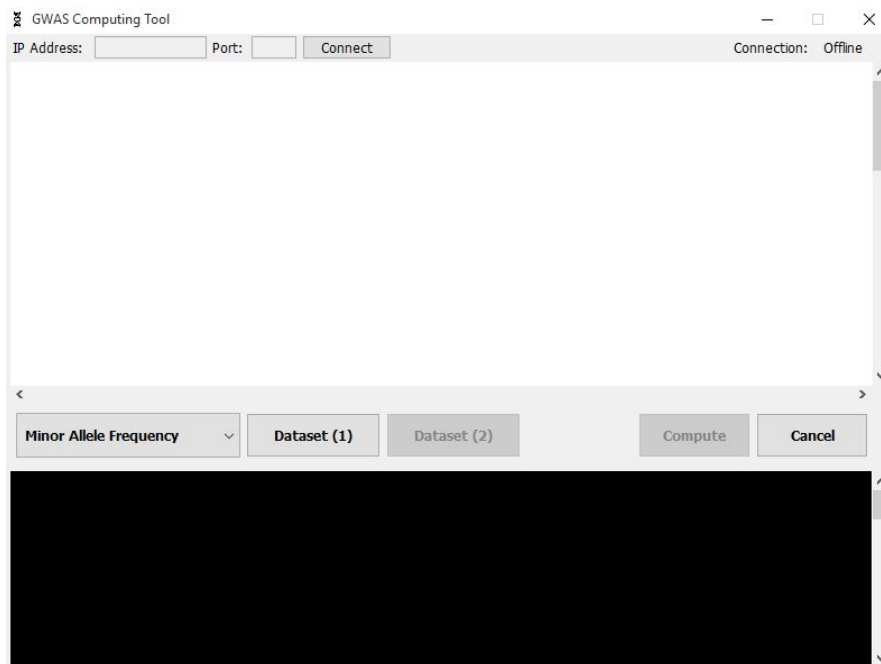 GWAS Computing Tool
IP Address: Port: Connect Connection: Offline
Minor Allele Frequency Dataset (1) Dataset (2) Compute Cancel